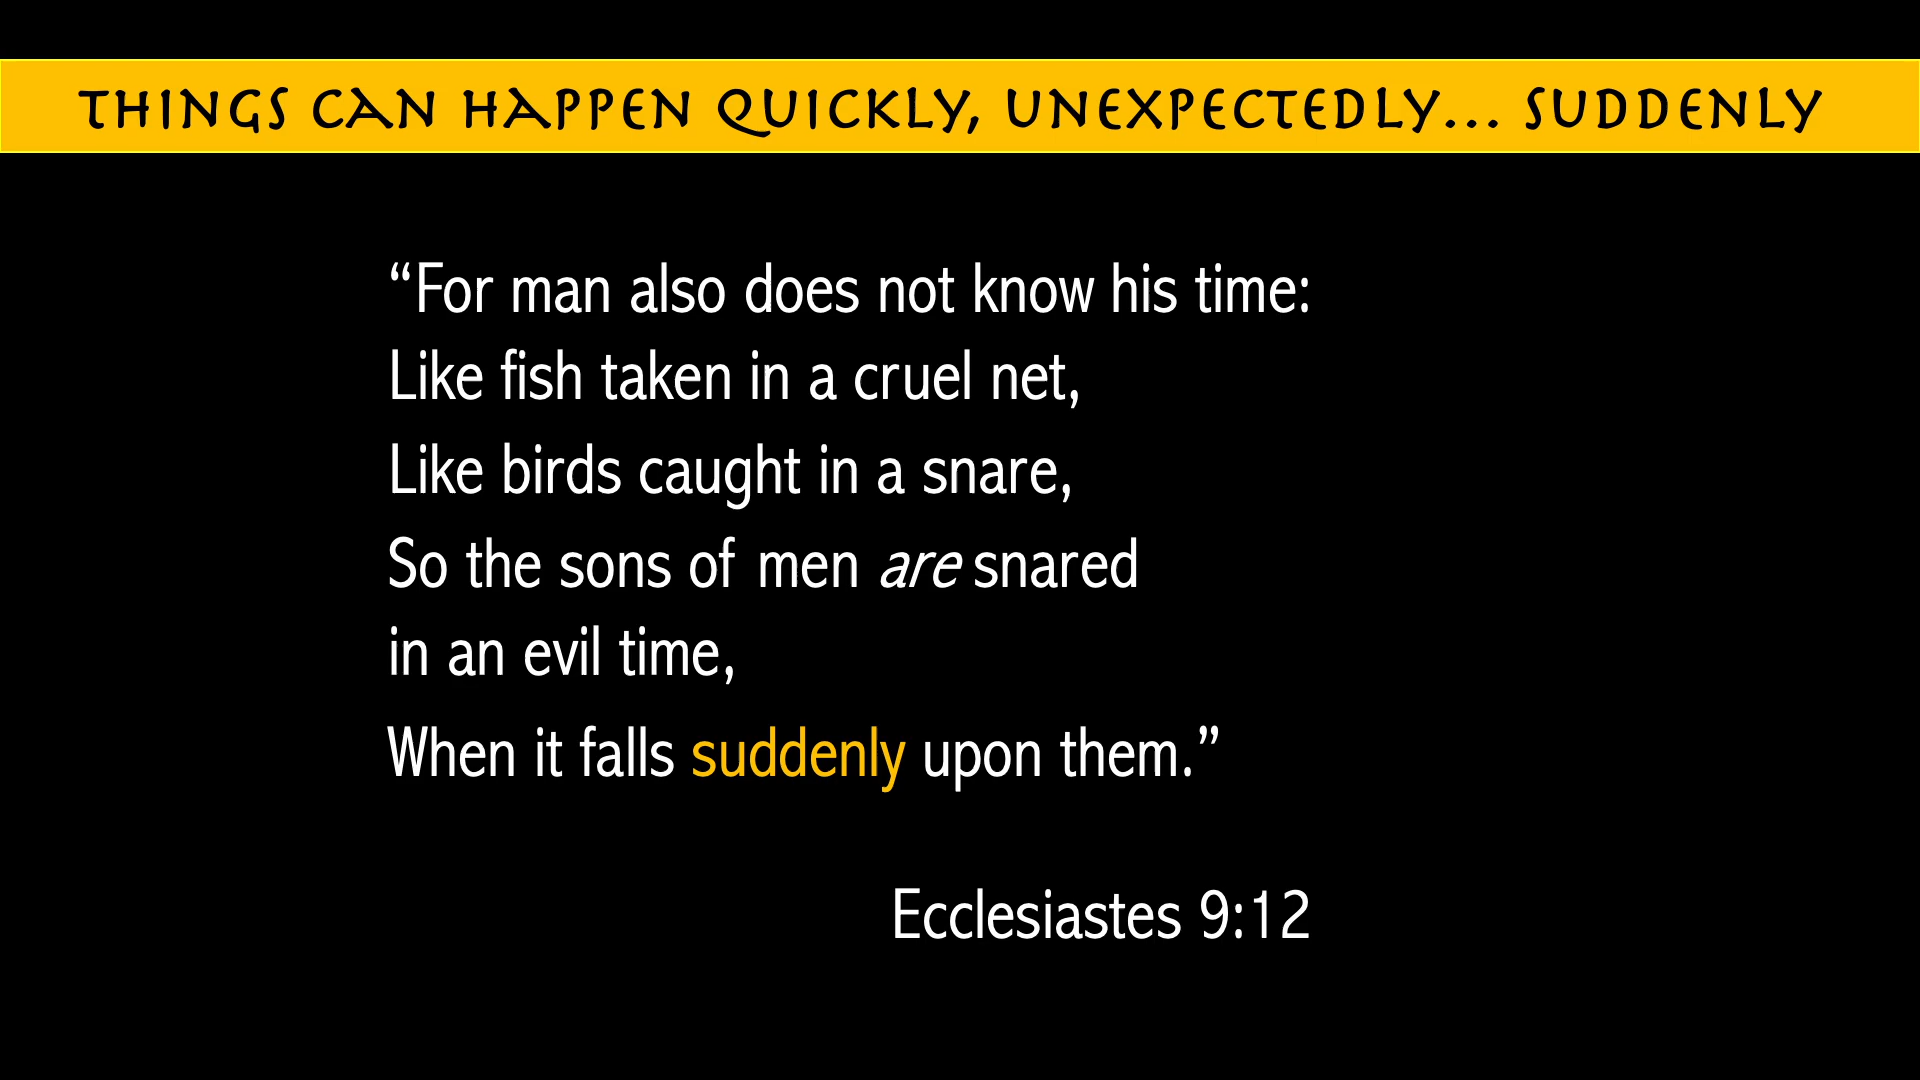 THINGS CAN HAPPEN QUICKLY, UNEXPECTEDLY... SUDDENLY
“For man also does not know his time:
Like fish taken in a cruel net,
Like birds caught in a snare,
So the sons of men are snared
in an evil time,
When it falls suddenly upon them.”
Ecclesiastes 9:12